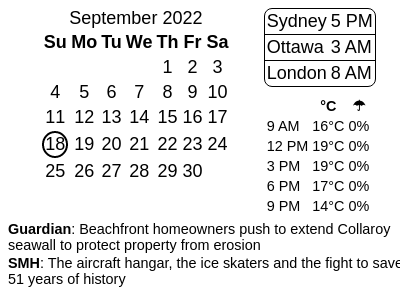 September 2022
Su Mo Tu We Th Fr Sa
1 2 3
4 5 6 7 8 9 10
11 12 13 14 15 16 17
18 19 20 21 22 23 24
25 26 27 28 29 30
Sydney 5 PM
Ottawa 3 AM
London 8 AM
°C ☂
9 AM 16°C 0%
12 PM 19°C 0%
3 PM 19°C 0%
6 PM 17°C 0%
9 PM 14°C 0%
Guardian: Beachfront homeowners push to extend Collaroy
seawall to protect property from erosion
SMH: The aircraft hangar, the ice skaters and the fight to save
51 years of history